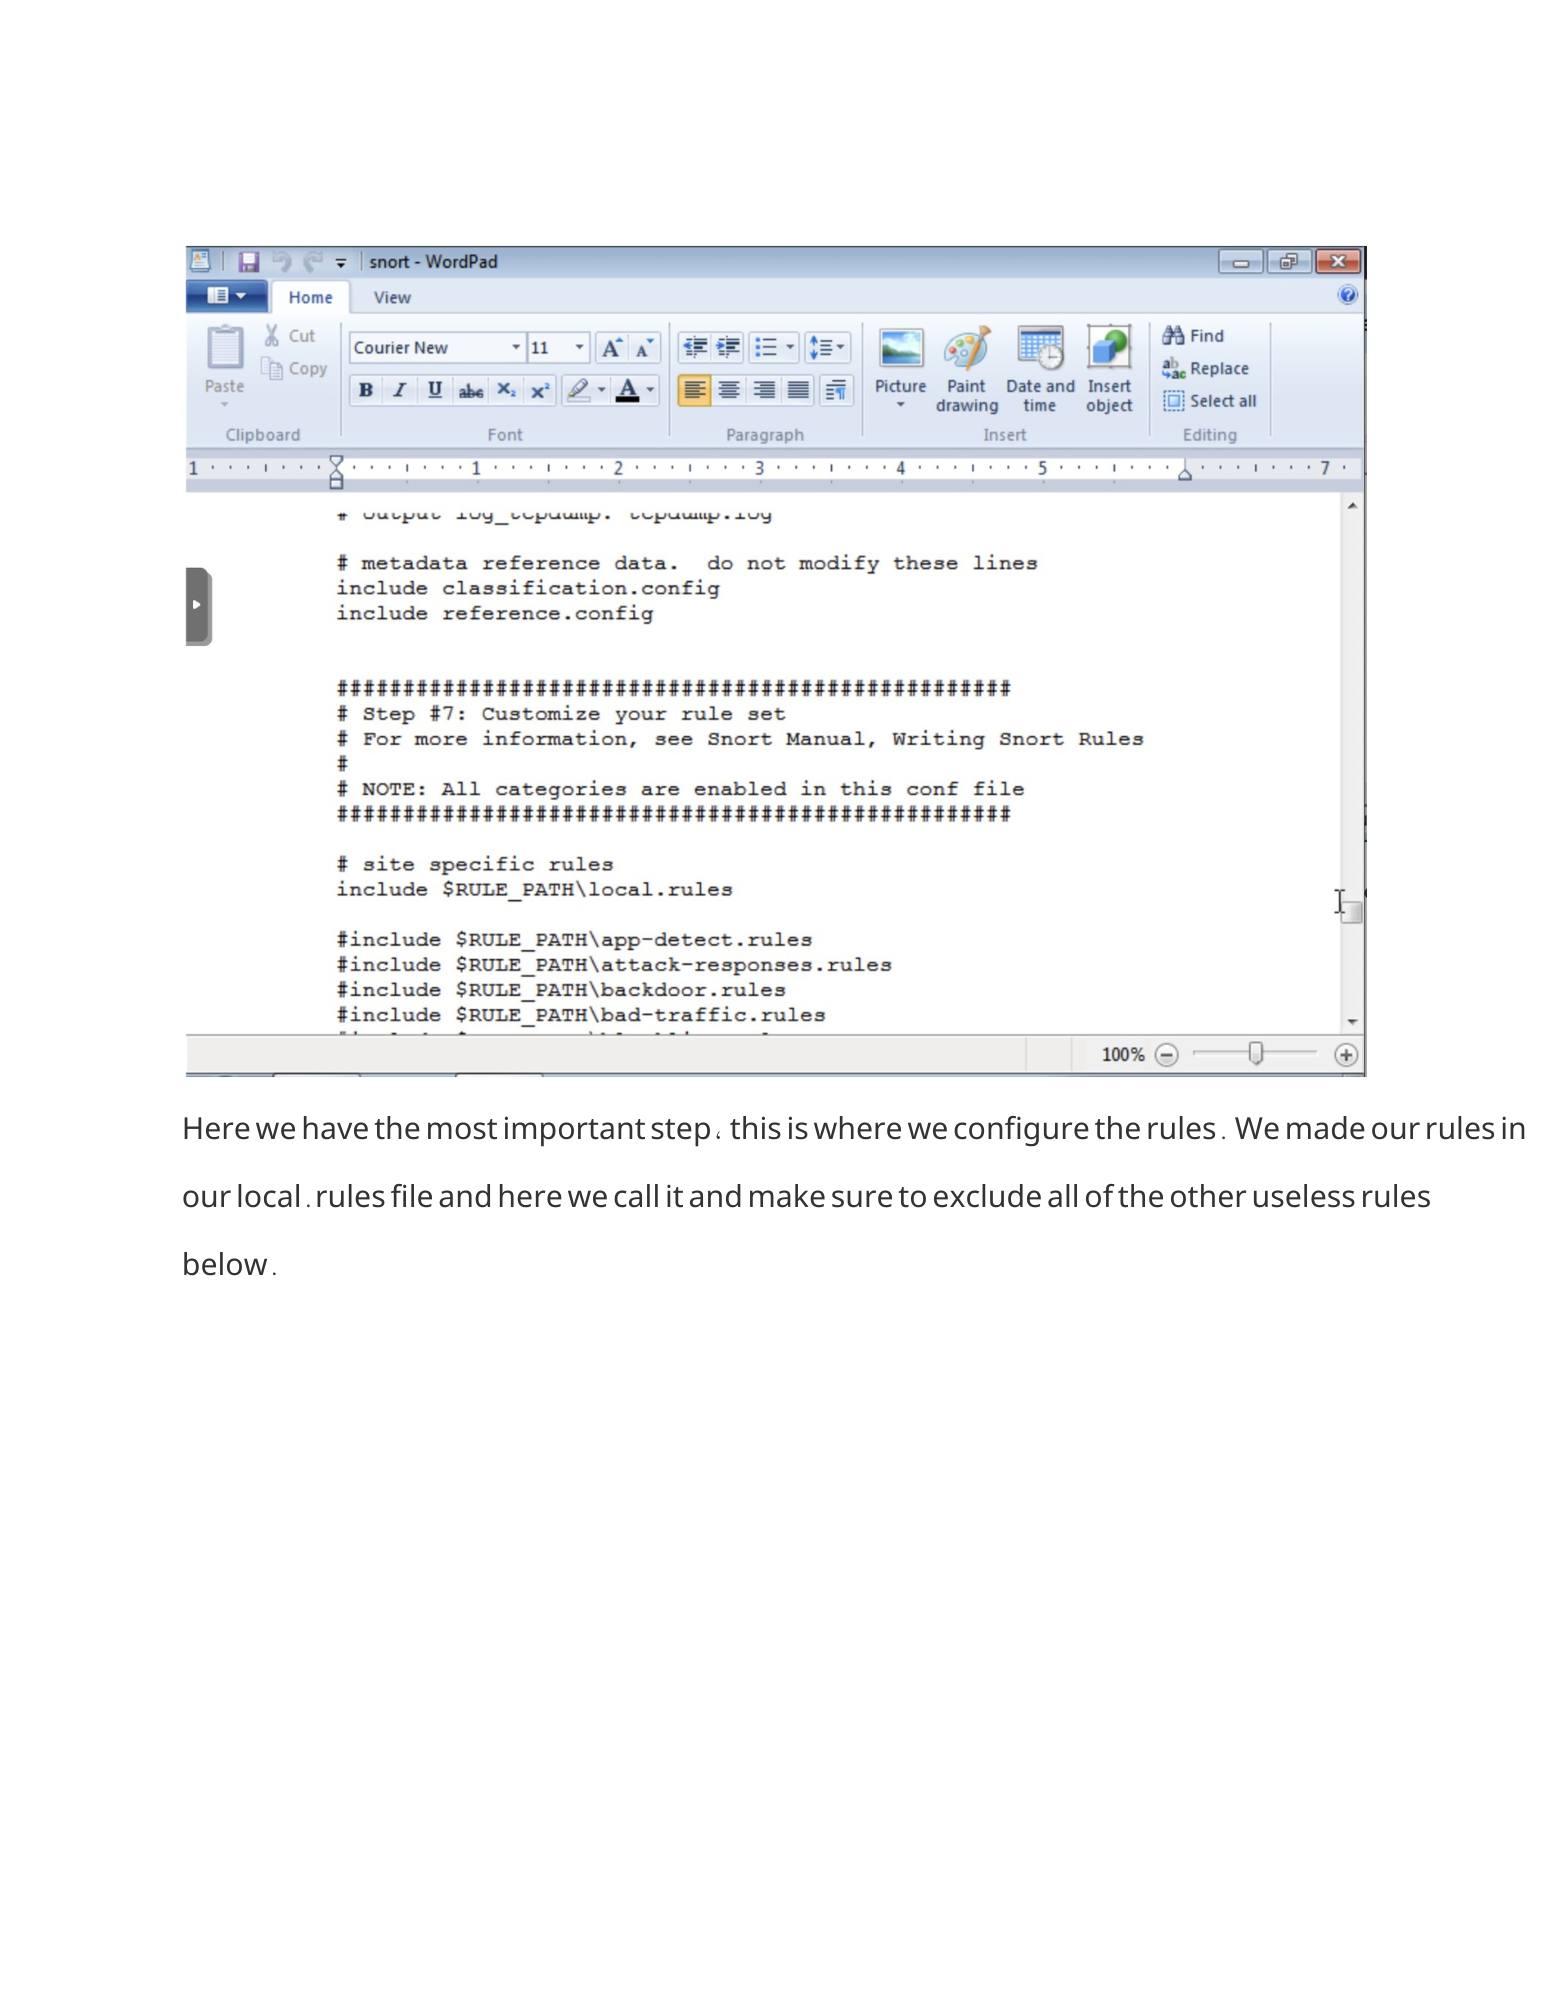 snort - WordPad
Home View
Cut
Copy
Paste
Courier New 11
Picture
Paint drawing
Date and time
Insert object
Find
Replace
Select all
Clipboard Font Paragraph Insert Editing
1 1 2 3 4 5 7
# output log_tcpdump: tcpdump.log
# metadata reference data.  do not modify these lines
include classification.config
include reference.config
###################################################
# Step #7: Customize your rule set
# For more information, see Snort Manual, Writing Snort Rules
#
# NOTE: All categories are enabled in this conf file
###################################################
# site specific rules
include $RULE_PATH\local.rules
#include $RULE_PATH\app-detect.rules
#include $RULE_PATH\attack-responses.rules
#include $RULE_PATH\backdoor.rules
#include $RULE_PATH\bad-traffic.rules
100%
Here we have the most important step، this is where we configure the rules. We made our rules in
our local.rules file and here we call it and make sure to exclude all of the other useless rules
below.